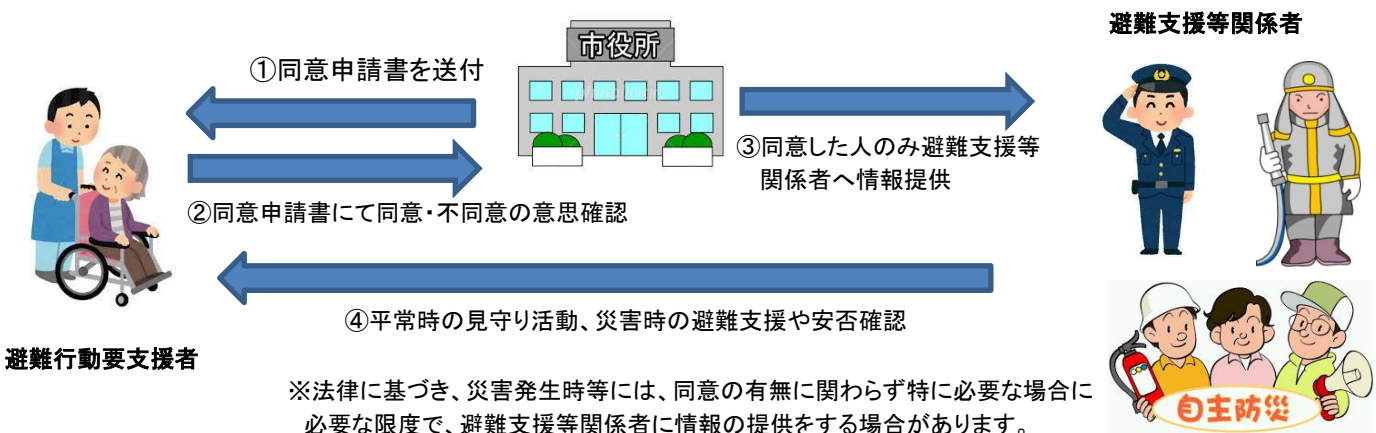 避難支援等関係者
市役所
①同意申請書を送付
③同意した人のみ避難支援等
関係者へ情報提供
②同意申請書にて同意・不同意の意思確認
④平常時の見守り活動、災害時の避難支援や安否確認
避難行動要支援者
※法律に基づき、災害発生時等には、同意の有無に関わらず特に必要な場合に
必要な限度で、避難支援等関係者に情報の提供をする場合があります。
自主防災